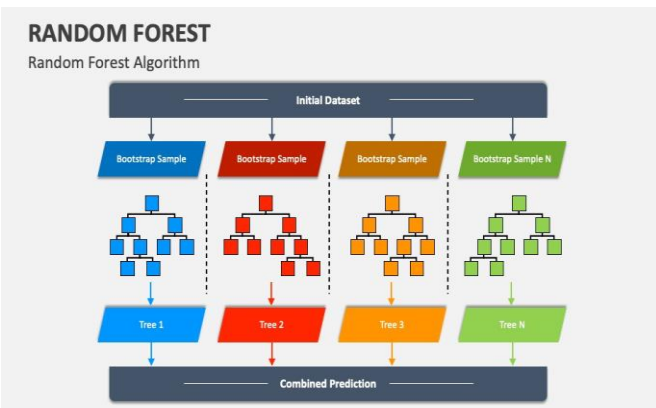 RANDOM FOREST
Random Forest Algorithm
Initial Dataset
Bootstrap Sample
Bootstrap Sample
Bootstrap Sample
Bootstrap Sample N
Tree 1
Tree 2
Tree 3
Tree N
Combined Prediction